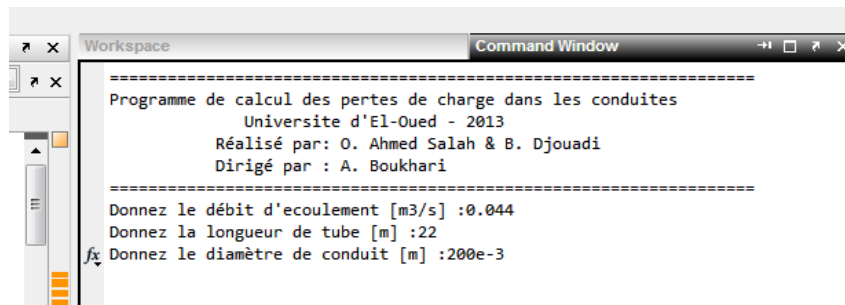 Workspace
Command Window
===================================================================
Programme de calcul des pertes de charge dans les conduites
Universite d'El-Oued - 2013
Réalisé par: O. Ahmed Salah & B. Djouadi
Dirigé par : A. Boukhari
===================================================================
Donnez le débit d'ecoulement [m3/s] :0.044
Donnez la longueur de tube [m] :22
fx Donnez le diamètre de conduit [m] :200e-3